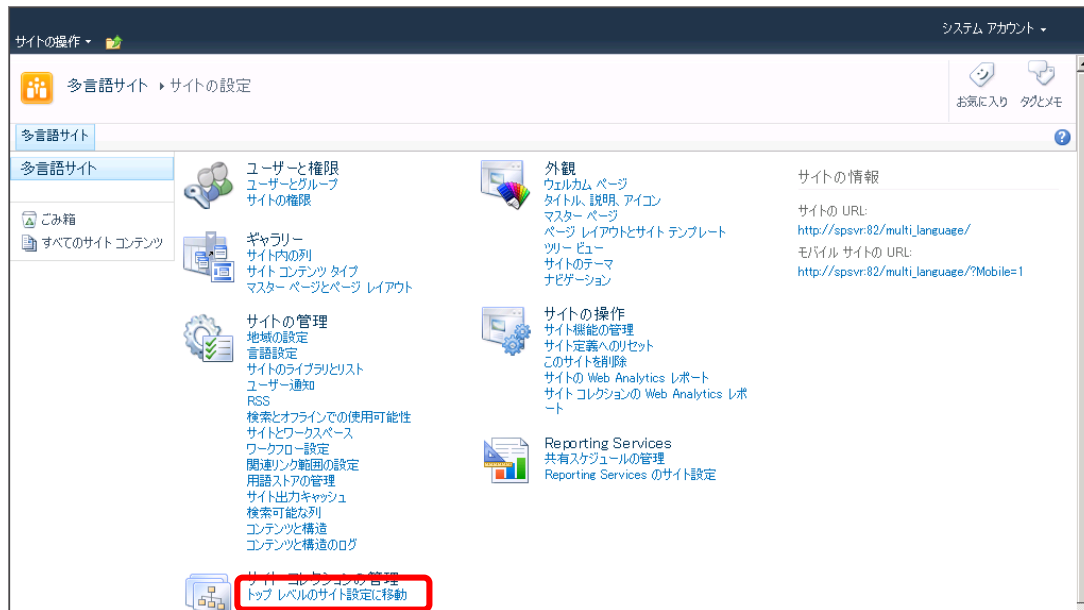 システム アカウント
サイトの操作
多言語サイト ▸ サイトの設定
お気に入り
タグとメモ
多言語サイト
多言語サイト
ごみ箱
すべてのサイト コンテンツ
ユーザーと権限
ユーザーとグループ
サイトの権限
ギャラリー
サイト内の列
サイト コンテンツ タイプ
マスター ページとページ レイアウト
サイトの管理
地域の設定
言語設定
サイトのライブラリとリスト
ユーザー通知
RSS
検索とオフラインでの使用可能性
サイトとワークスペース
ワークフロー設定
関連リンク範囲の設定
用語ストアの管理
サイト出力キャッシュ
検索可能な列
コンテンツと構造
コンテンツと構造のログ
サイト コレクションの管理
トップ レベルのサイト設定に移動
外観
ウェルカム ページ
タイトル、説明、アイコン
マスター ページ
ページ レイアウトとサイト テンプレート
ツリー ビュー
サイトのテーマ
ナビゲーション
サイトの操作
サイト機能の管理
サイト定義へのリセット
このサイトを削除
サイトの Web Analytics レポート
サイト コレクションの Web Analytics レポ
ート
Reporting Services
共有スケジュールの管理
Reporting Services のサイト設定
サイトの情報
サイトの URL:
http://spsvr:82/multi_language/
モバイル サイトの URL:
http://spsvr:82/multi_language/?Mobile=1